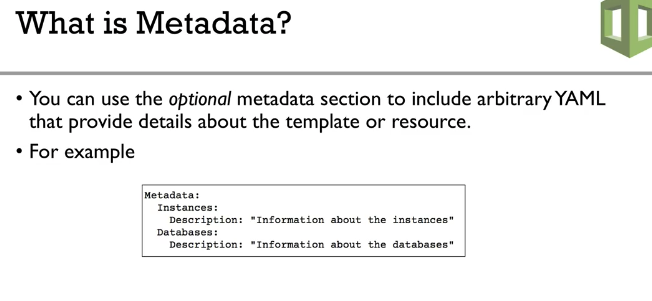 What is Metadata?
• You can use the optional metadata section to include arbitrary YAML
that provide details about the template or resource.
• For example
Metadata:
  Instances:
    Description: "Information about the instances"
  Databases:
    Description: "Information about the databases"